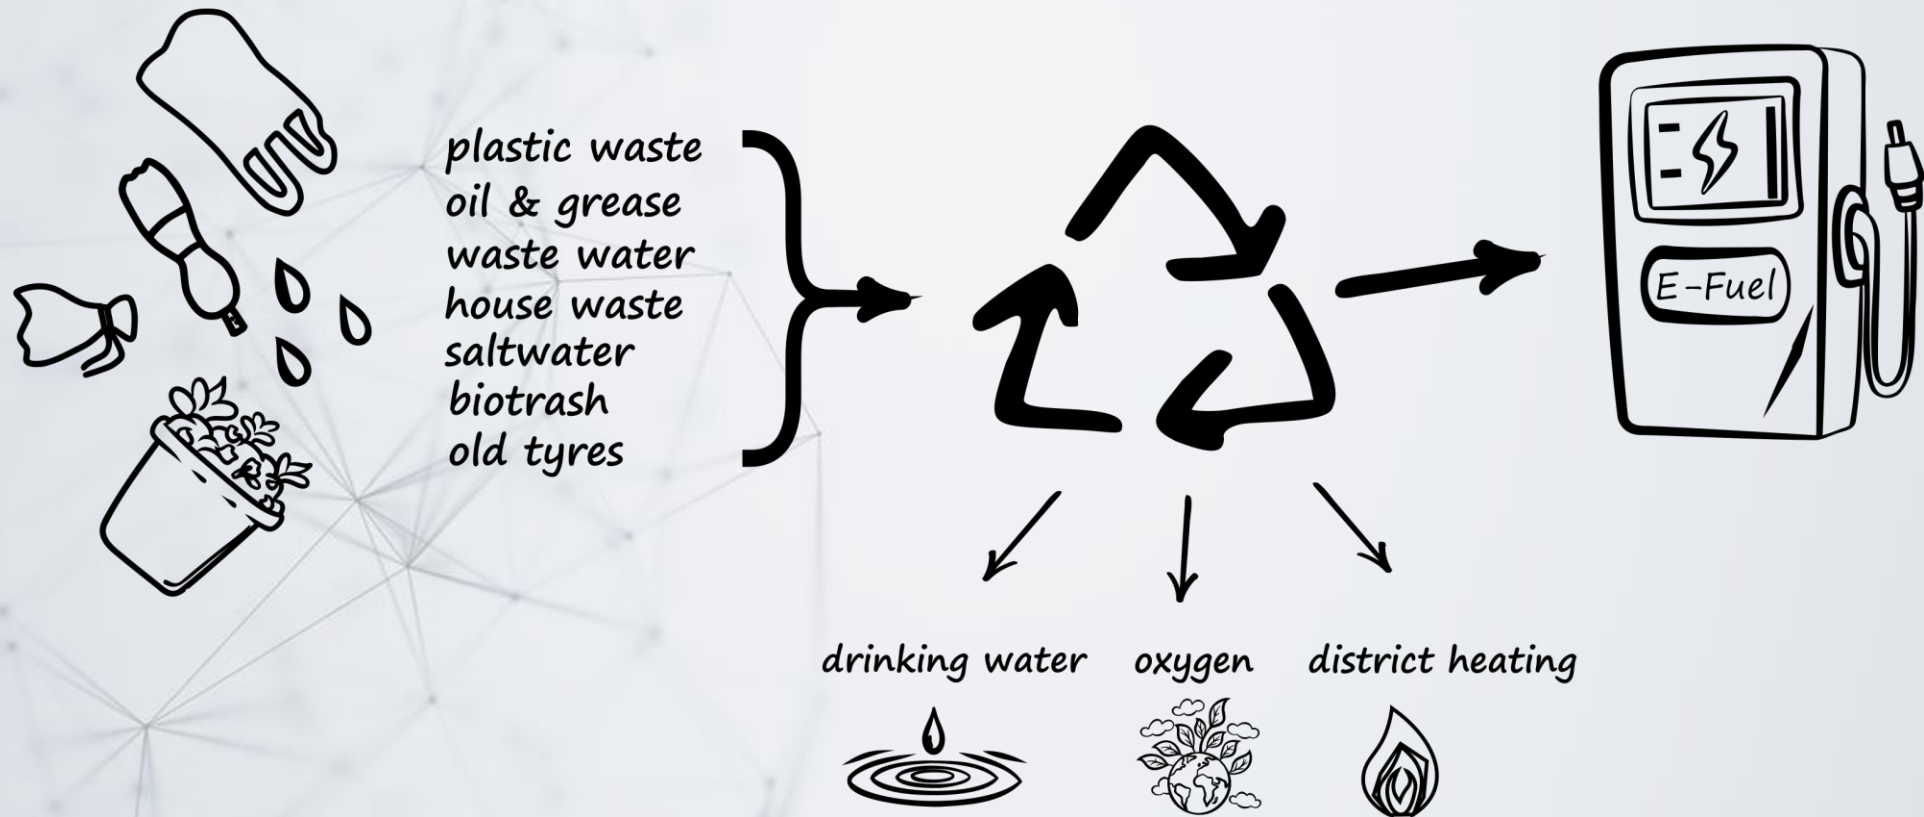 plastic waste
oil & grease
waste water
house waste
saltwater
biotrash
old tyres
E-Fuel
drinking water
oxygen
district heating